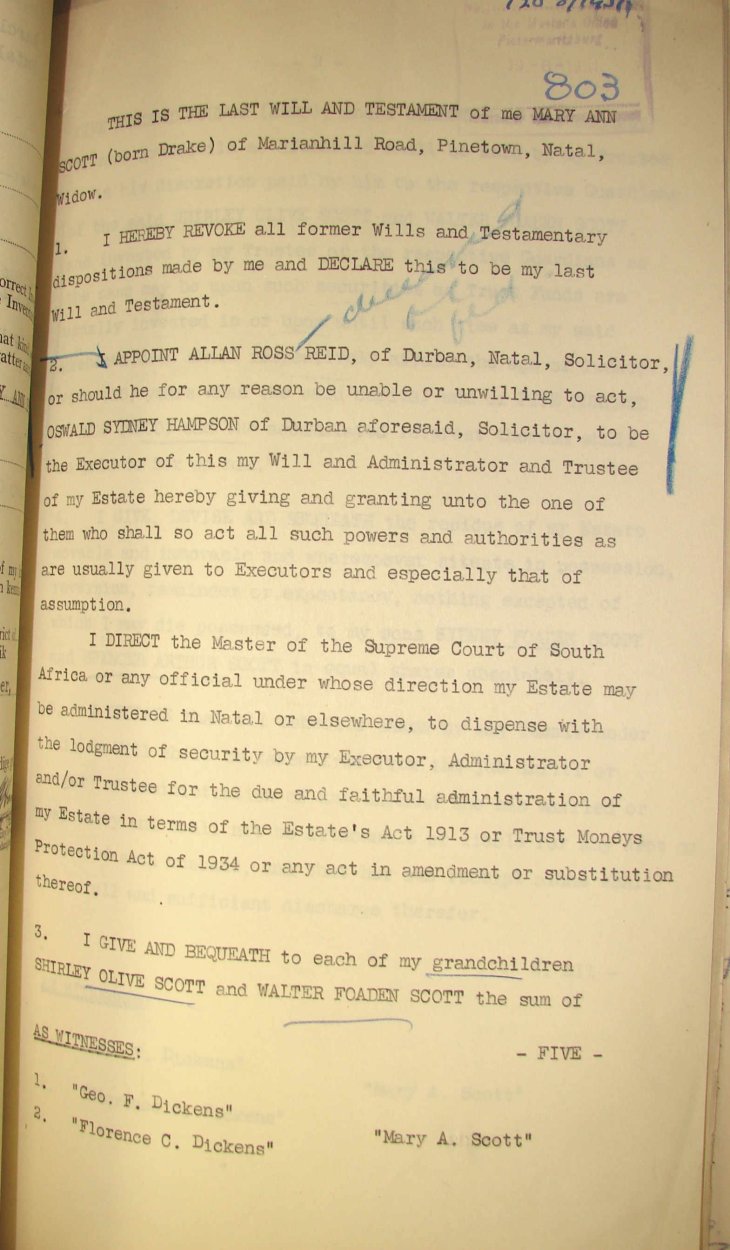 803
THIS IS THE LAST WILL AND TESTAMENT of me MARY ANN
SCOTT (born Drake) of Marianhill Road, Pinetown, Natal,
Widow.
1. I HEREBY REVOKE all former Wills and Testamentary
dispositions made by me and DECLARE this to be my last
Will and Testament.
2. I APPOINT ALLAN ROSS REID, of Durban, Natal, Solicitor,
or should he for any reason be unable or unwilling to act,
OSWALD SYDNEY HAMPSON of Durban aforesaid, Solicitor, to be
the Executor of this my Will and Administrator and Trustee
of my Estate hereby giving and granting unto the one of
them who shall so act all such powers and authorities as
are usually given to Executors and especially that of
assumption.
I DIRECT the Master of the Supreme Court of South
Africa or any official under whose direction my Estate may
be administered in Natal or elsewhere, to dispense with
the lodgment of security by my Executor, Administrator
and/or Trustee for the due and faithful administration of
my Estate in terms of the Estate's Act 1913 or Trust Moneys
Protection Act of 1934 or any act in amendment or substitution
thereof.
3. I GIVE AND BEQUEATH to each of my grandchildren
SHIRLEY OLIVE SCOTT and WALTER FOADEN SCOTT the sum of
- FIVE -
AS WITNESSES:
1. "Geo. F. Dickens"
2. "Florence C. Dickens"
"Mary A. Scott"